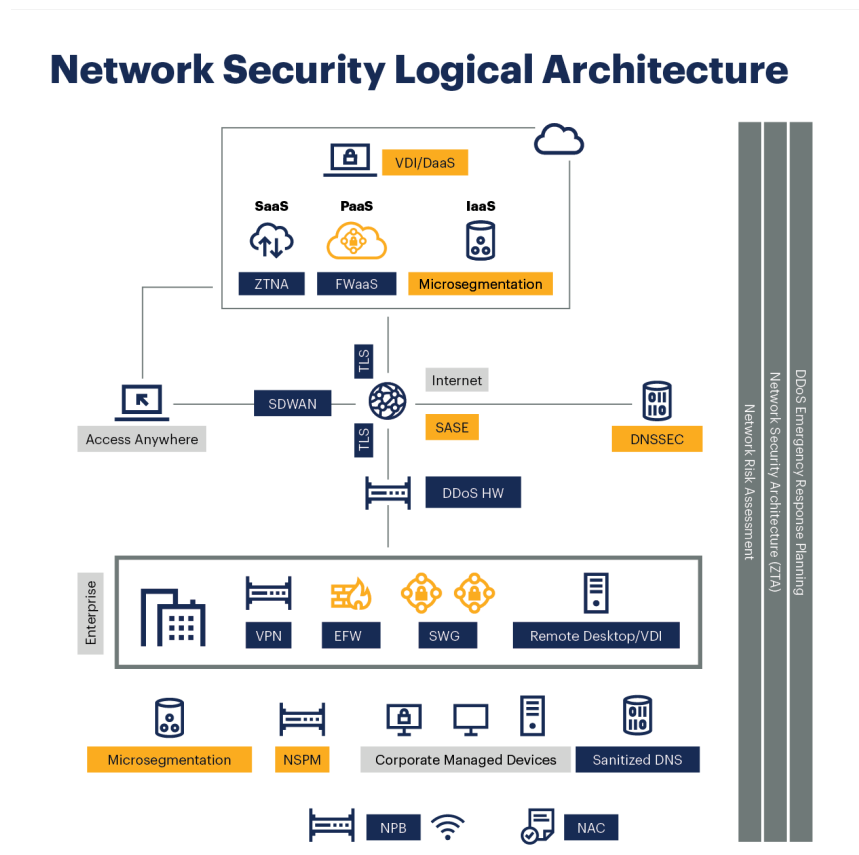 Network Security Logical Architecture
VDI/DaaS
SaaS
PaaS
IaaS
ZTNA
FWaaS
Microsegmentation
TLS
Internet
SDWAN
Access Anywhere
SASE
DNSSEC
TLS
DDoS HW
Enterprise
VPN
EFW
SWG
Remote Desktop/VDI
Microsegmentation
NSPM
Corporate Managed Devices
Sanitized DNS
NPB
NAC
Network Risk Assessment
Network Security Architecture (ZTA)
DDoS Emergency Response Planning